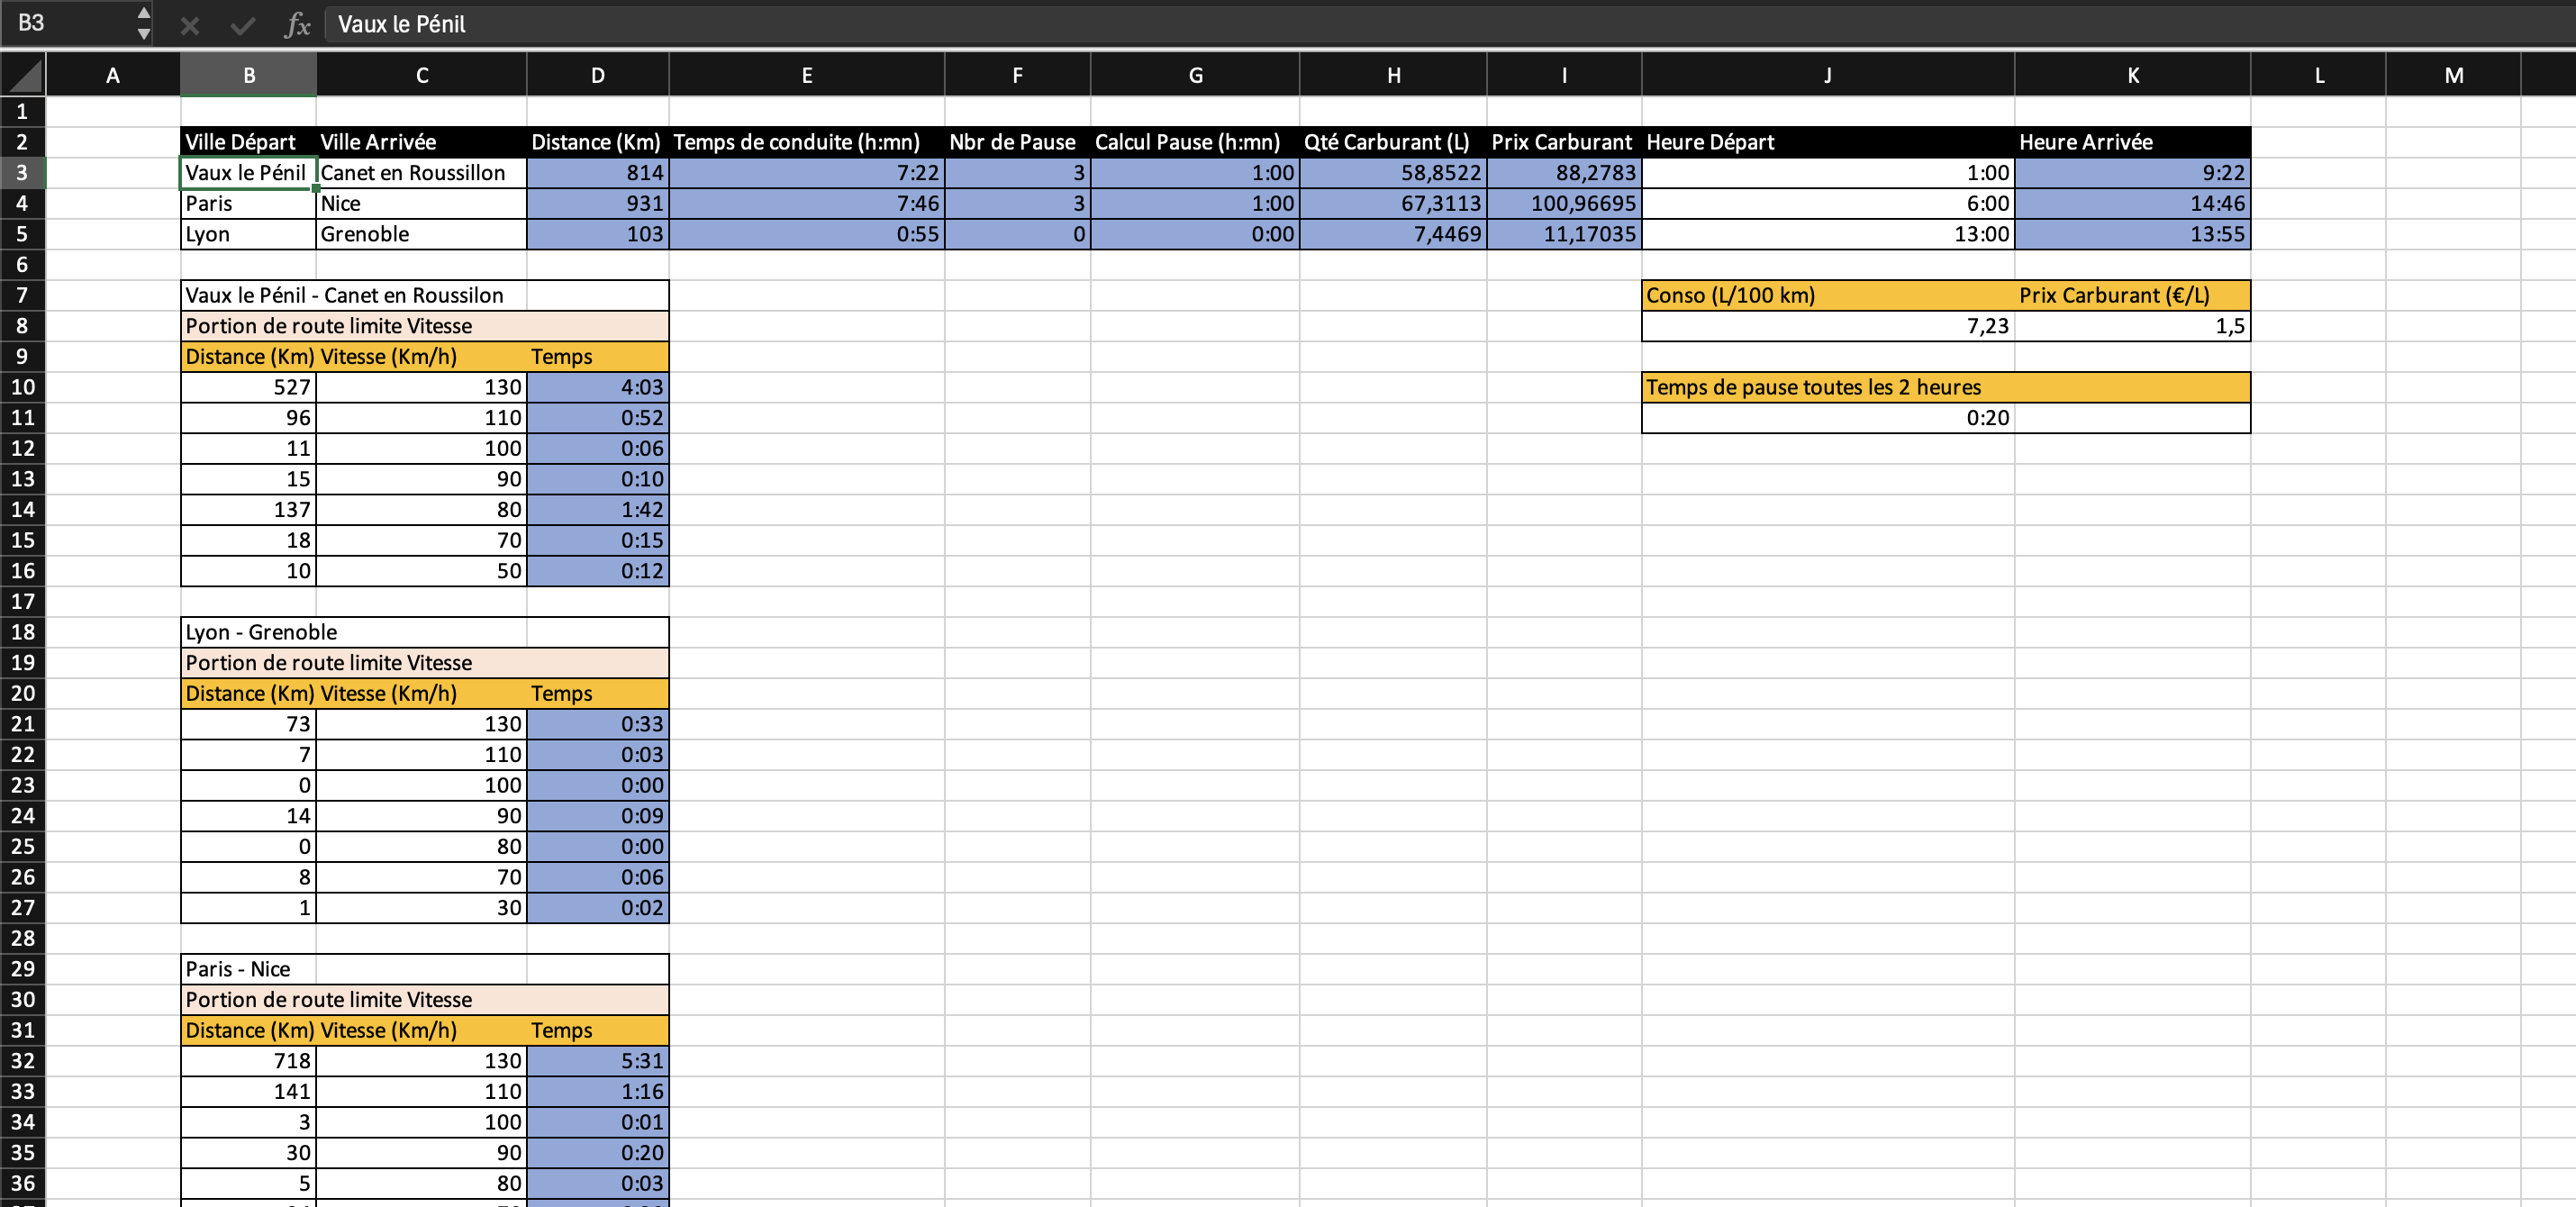 B3 fx Vaux le Pénil
A B C D E F G H I J K L M
1
2 Ville Départ Ville Arrivée Distance (Km) Temps de conduite (h:mn) Nbr de Pause Calcul Pause (h:mn) Qté Carburant (L) Prix Carburant Heure Départ Heure Arrivée
3 Vaux le Pénil Canet en Roussillon 814 7:22 3 1:00 58,8522 88,2783 1:00 9:22
4 Paris Nice 931 7:46 3 1:00 67,3113 100,96695 6:00 14:46
5 Lyon Grenoble 103 0:55 0 0:00 7,4469 11,17035 13:00 13:55
6
7 Vaux le Pénil - Canet en Roussilon Conso (L/100 km) Prix Carburant (€/L)
8 Portion de route limite Vitesse 7,23 1,5
9 Distance (Km) Vitesse (Km/h) Temps
10 527 130 4:03 Temps de pause toutes les 2 heures
11 96 110 0:52 0:20
12 11 100 0:06
13 15 90 0:10
14 137 80 1:42
15 18 70 0:15
16 10 50 0:12
17
18 Lyon - Grenoble
19 Portion de route limite Vitesse
20 Distance (Km) Vitesse (Km/h) Temps
21 73 130 0:33
22 7 110 0:03
23 0 100 0:00
24 14 90 0:09
25 0 80 0:00
26 8 70 0:06
27 1 30 0:02
28
29 Paris - Nice
30 Portion de route limite Vitesse
31 Distance (Km) Vitesse (Km/h) Temps
32 718 130 5:31
33 141 110 1:16
34 3 100 0:01
35 30 90 0:20
36 5 80 0:03